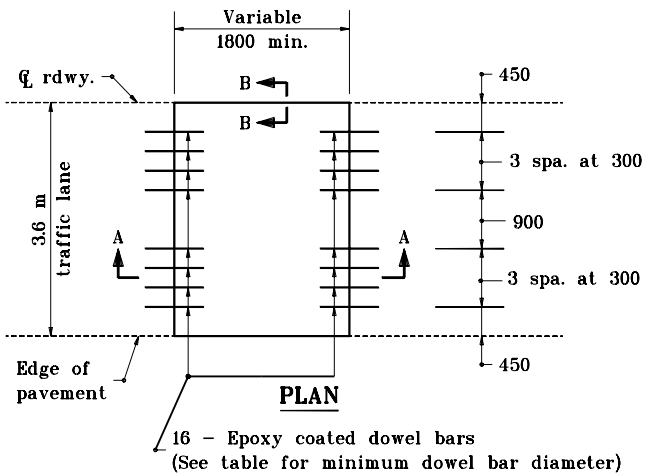 Variable
1800 min.
℄ rdwy.
B
B
450
3 spa. at 300
3.6 m
traffic lane
900
A
A
3 spa. at 300
Edge of
pavement
450
PLAN
16 - Epoxy coated dowel bars
(See table for minimum dowel bar diameter)